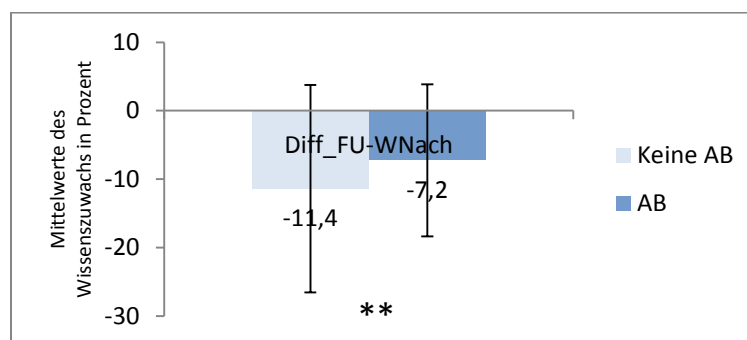 Mittelwerte des
Wissenszuwachs in Prozent
10
0
-10
-20
-30
Diff_FU-WNach
-11,4
-7,2
**
Keine AB
AB